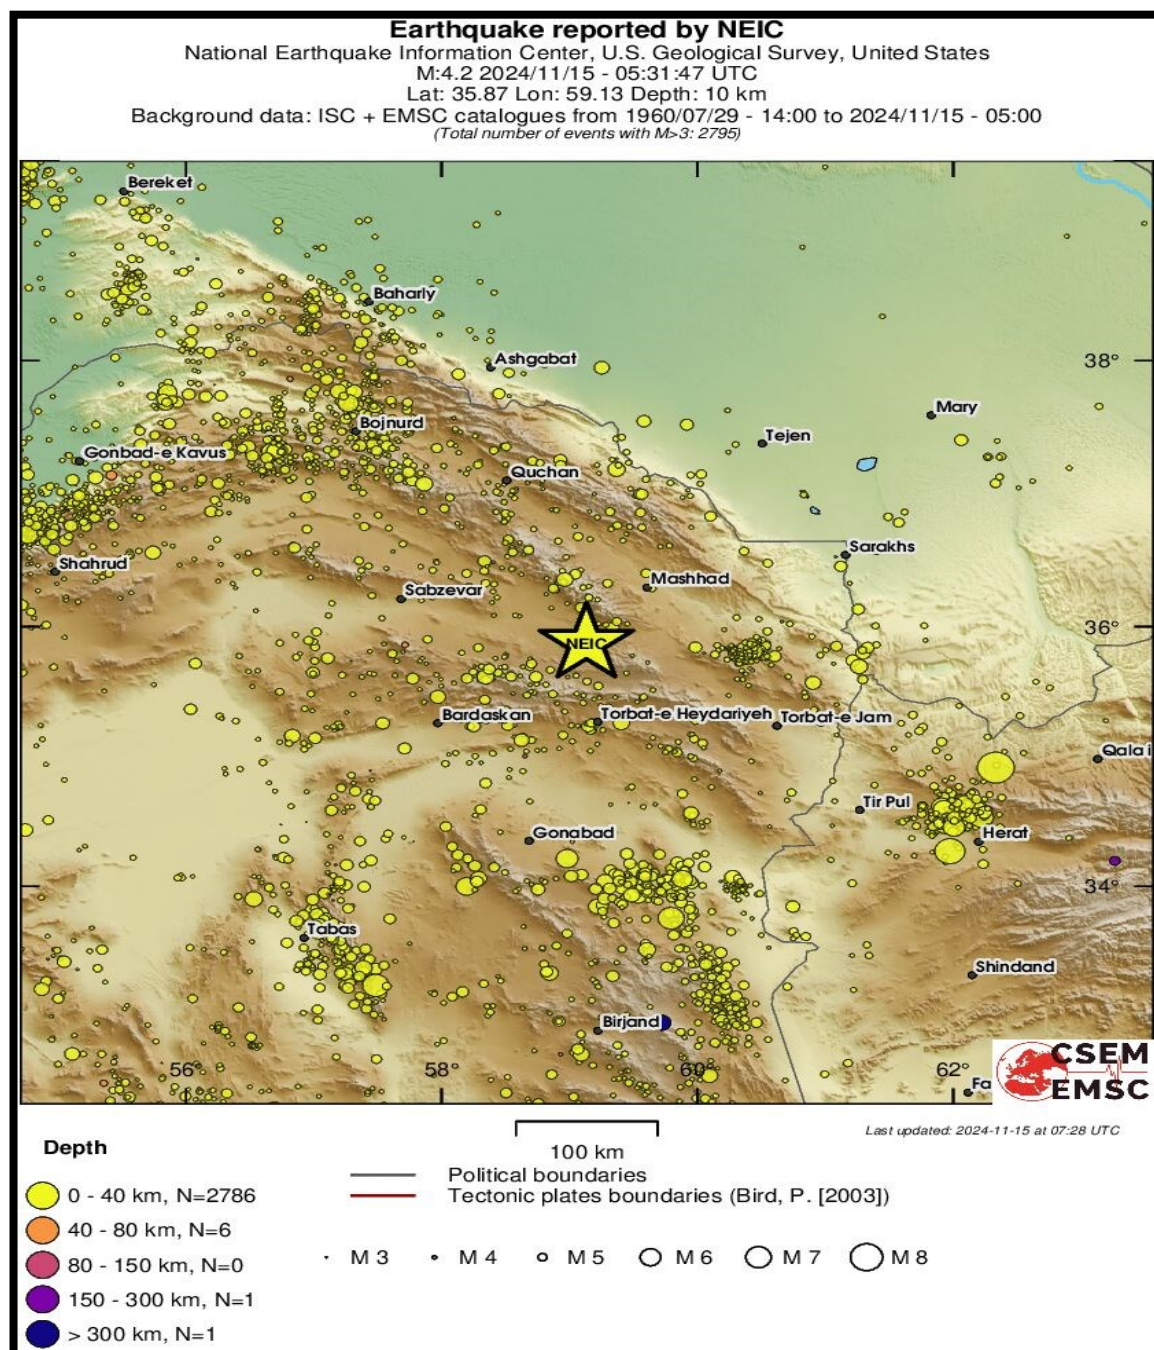 Earthquake reported by NEIC
National Earthquake Information Center, U.S. Geological Survey, United States
M:4.2 2024/11/15 - 05:31:47 UTC
Lat: 35.87 Lon: 59.13 Depth: 10 km
Background data: ISC + EMSC catalogues from 1960/07/29 - 14:00 to 2024/11/15 - 05:00
(Total number of events with M>3: 2795)
Bereket
Baharly
Ashgabat
38°
Mary
Bojnurd
Tejen
Gonbad-e Kavus
Quchan
Sarakhs
Shahrud
Mashhad
Sabzevar
36°
NEIC
Bardaskan
Torbat-e Heydariyeh
Torbat-e Jam
Qala i
Tir Pul
Gonabad
Herat
34°
Tabas
Shindand
Birjand
56°
58°
60°
62°
Fa
CSEM
EMSC
Last updated: 2024-11-15 at 07:28 UTC
Depth
100 km
Political boundaries
Tectonic plates boundaries (Bird, P. [2003])
0 - 40 km, N=2786
40 - 80 km, N=6
80 - 150 km, N=0
150 - 300 km, N=1
> 300 km, N=1
M 3
M 4
M 5
M 6
M 7
M 8